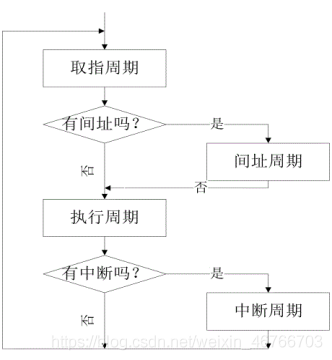 取指周期
有间址吗?
是
间址周期
否
否
执行周期
有中断吗?
是
中断周期
否
https://blog.csdn.net/weixin_46766703